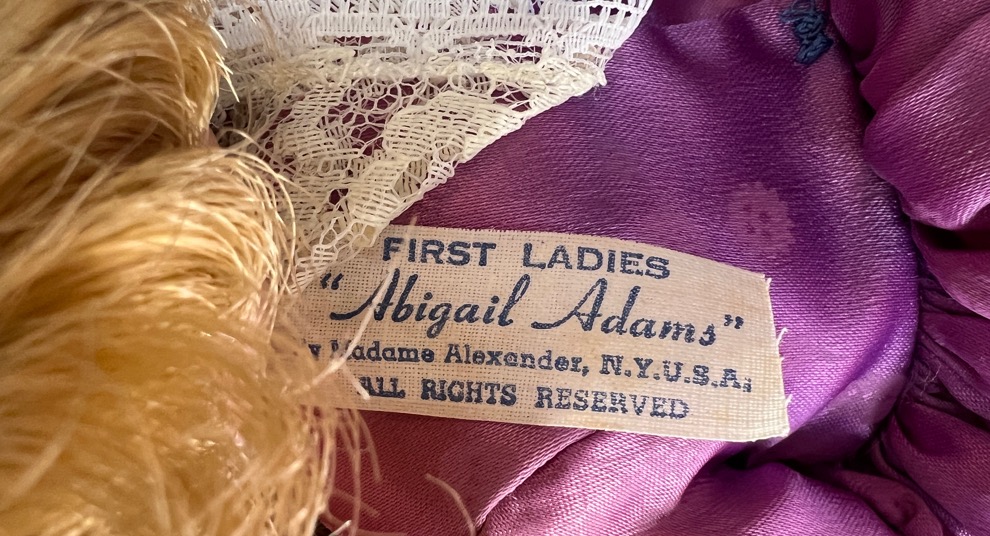 FIRST LADIES
“Abigail Adams”
y Madame Alexander, N.Y.U.S.A.
ALL RIGHTS RESERVED